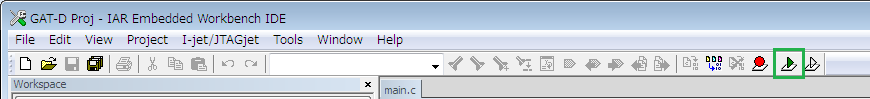 GAT-D Proj - IAR Embedded Workbench IDE
File Edit View Project I-jet/JTAGjet Tools Window Help
Workspace
main.c